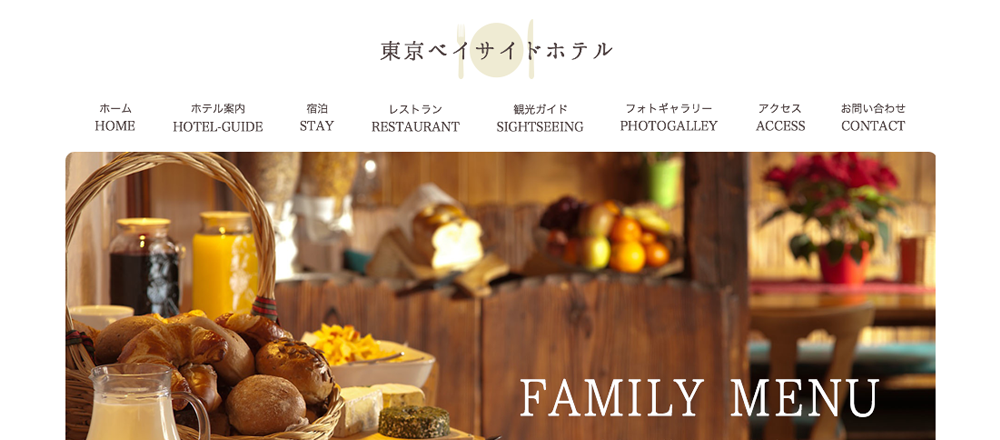 東京ベイサイドホテル
ホーム ホテル案内 宿泊 レストラン 観光ガイド フォトギャラリー アクセス お問い合わせ
HOME HOTEL-GUIDE STAY RESTAURANT SIGHTSEEING PHOTOGALLEY ACCESS CONTACT
FAMILY MENU